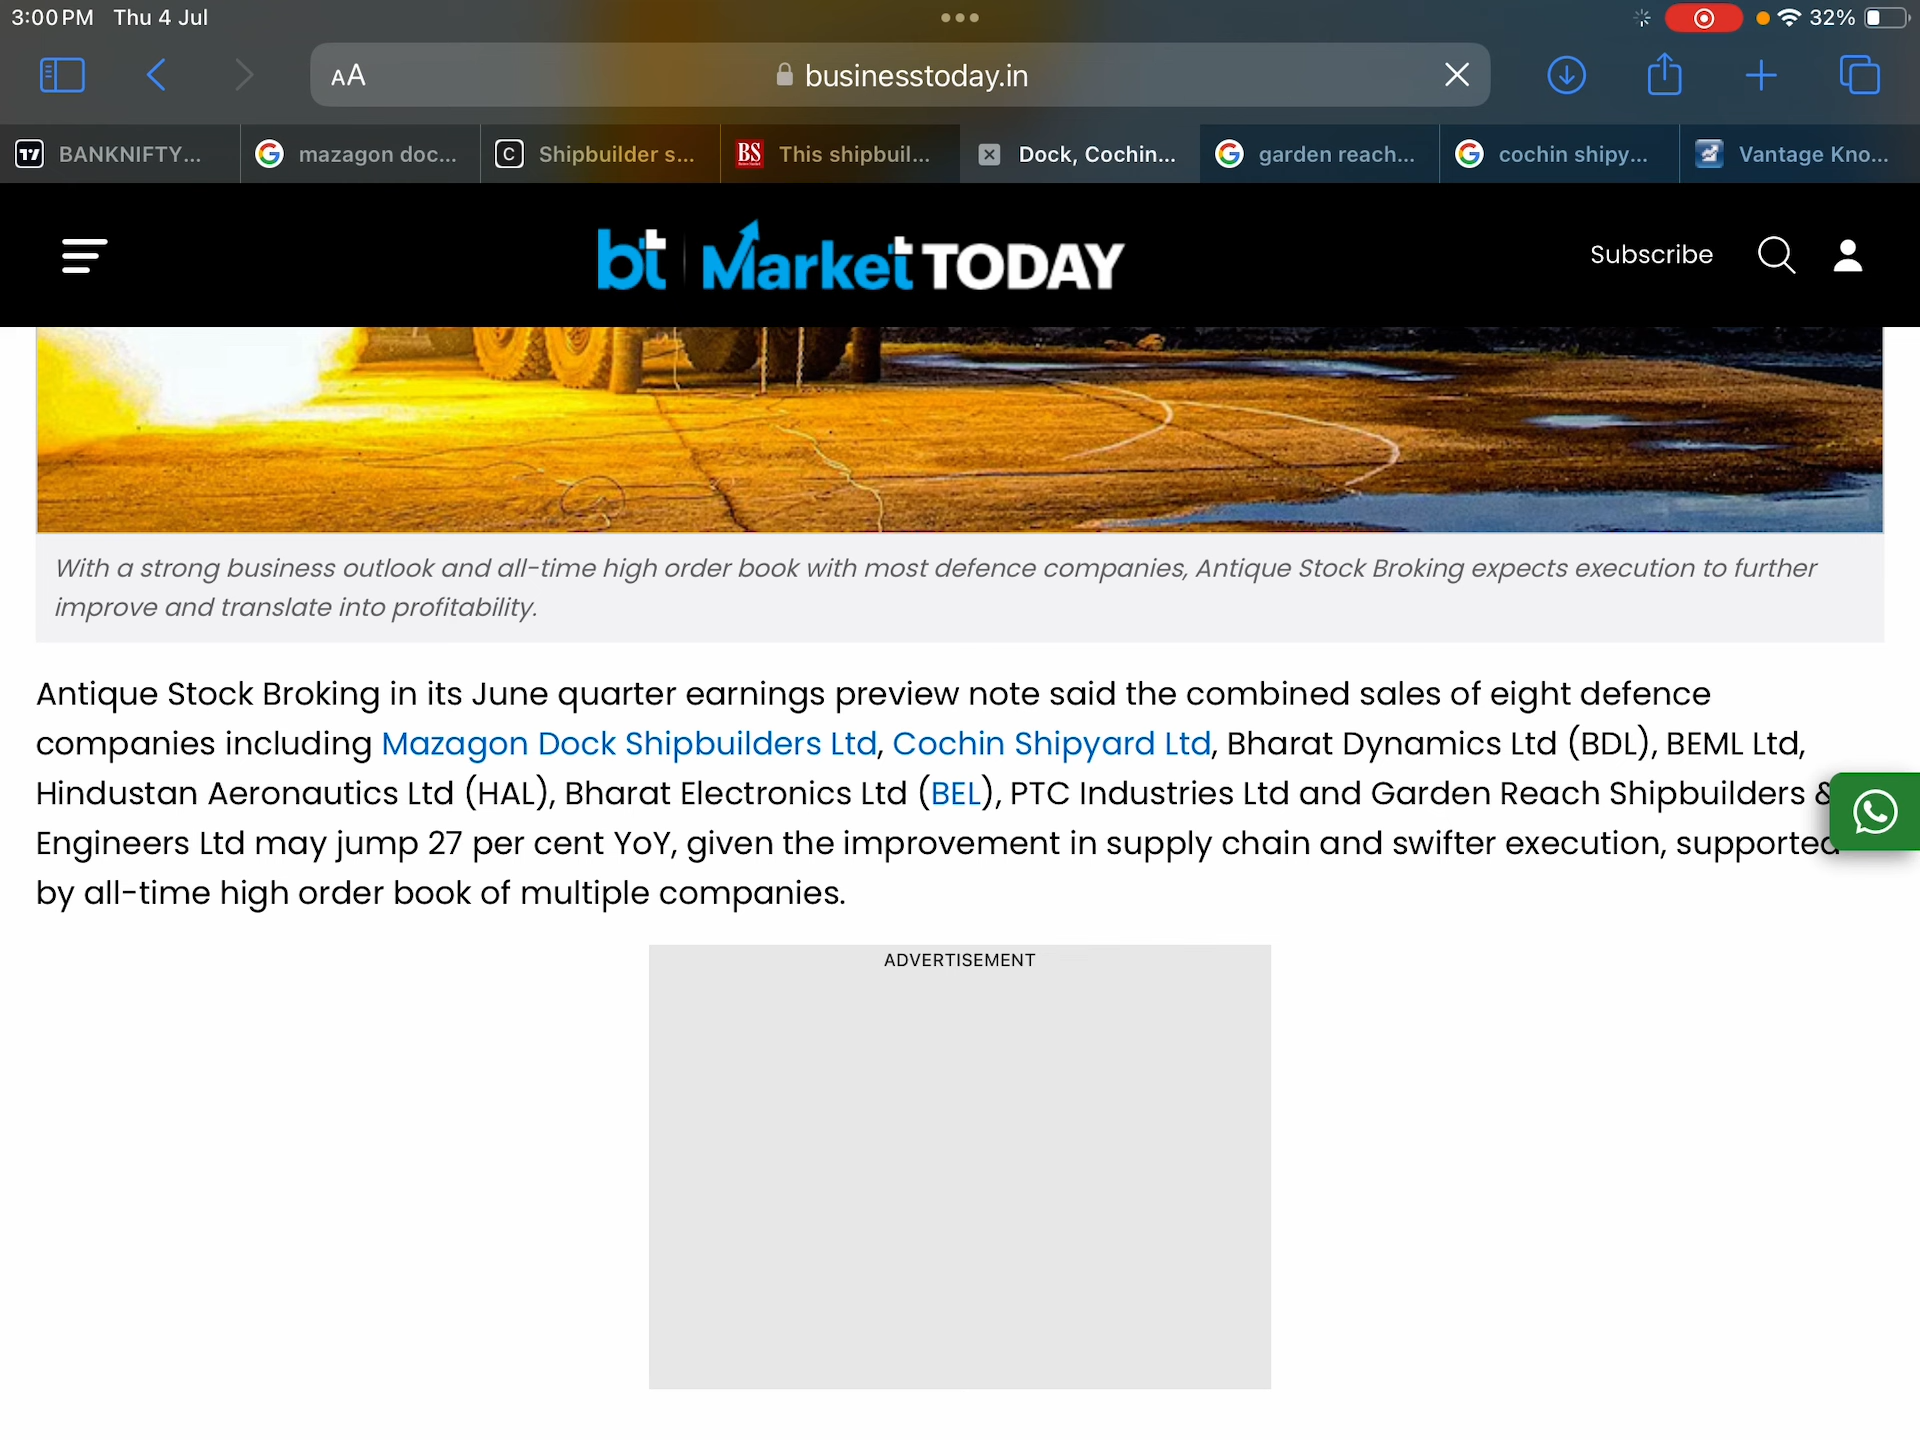 3:00 PM Thu 4 Jul
32%
AA
businesstoday.in
BANKNIFTY...
mazagon doc...
C
Shipbuilder s...
BS
This shipbuil...
Dock, Cochin...
garden reach...
cochin shipy...
Vantage Kno...
bt Market TODAY
Subscribe
With a strong business outlook and all-time high order book with most defence companies, Antique Stock Broking expects execution to further
improve and translate into profitability.
Antique Stock Broking in its June quarter earnings preview note said the combined sales of eight defence
companies including Mazagon Dock Shipbuilders Ltd, Cochin Shipyard Ltd, Bharat Dynamics Ltd (BDL), BEML Ltd,
Hindustan Aeronautics Ltd (HAL), Bharat Electronics Ltd (BEL), PTC Industries Ltd and Garden Reach Shipbuilders &
Engineers Ltd may jump 27 per cent YoY, given the improvement in supply chain and swifter execution, supported
by all-time high order book of multiple companies.
ADVERTISEMENT